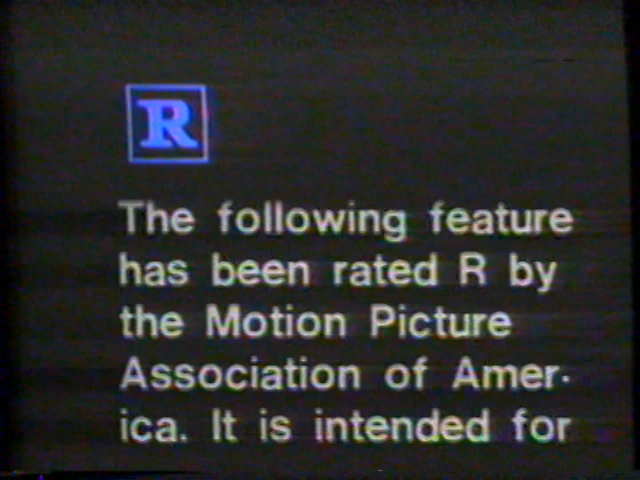 R
The following feature
has been rated R by
the Motion Picture
Association of Amer-
ica. It is intended for